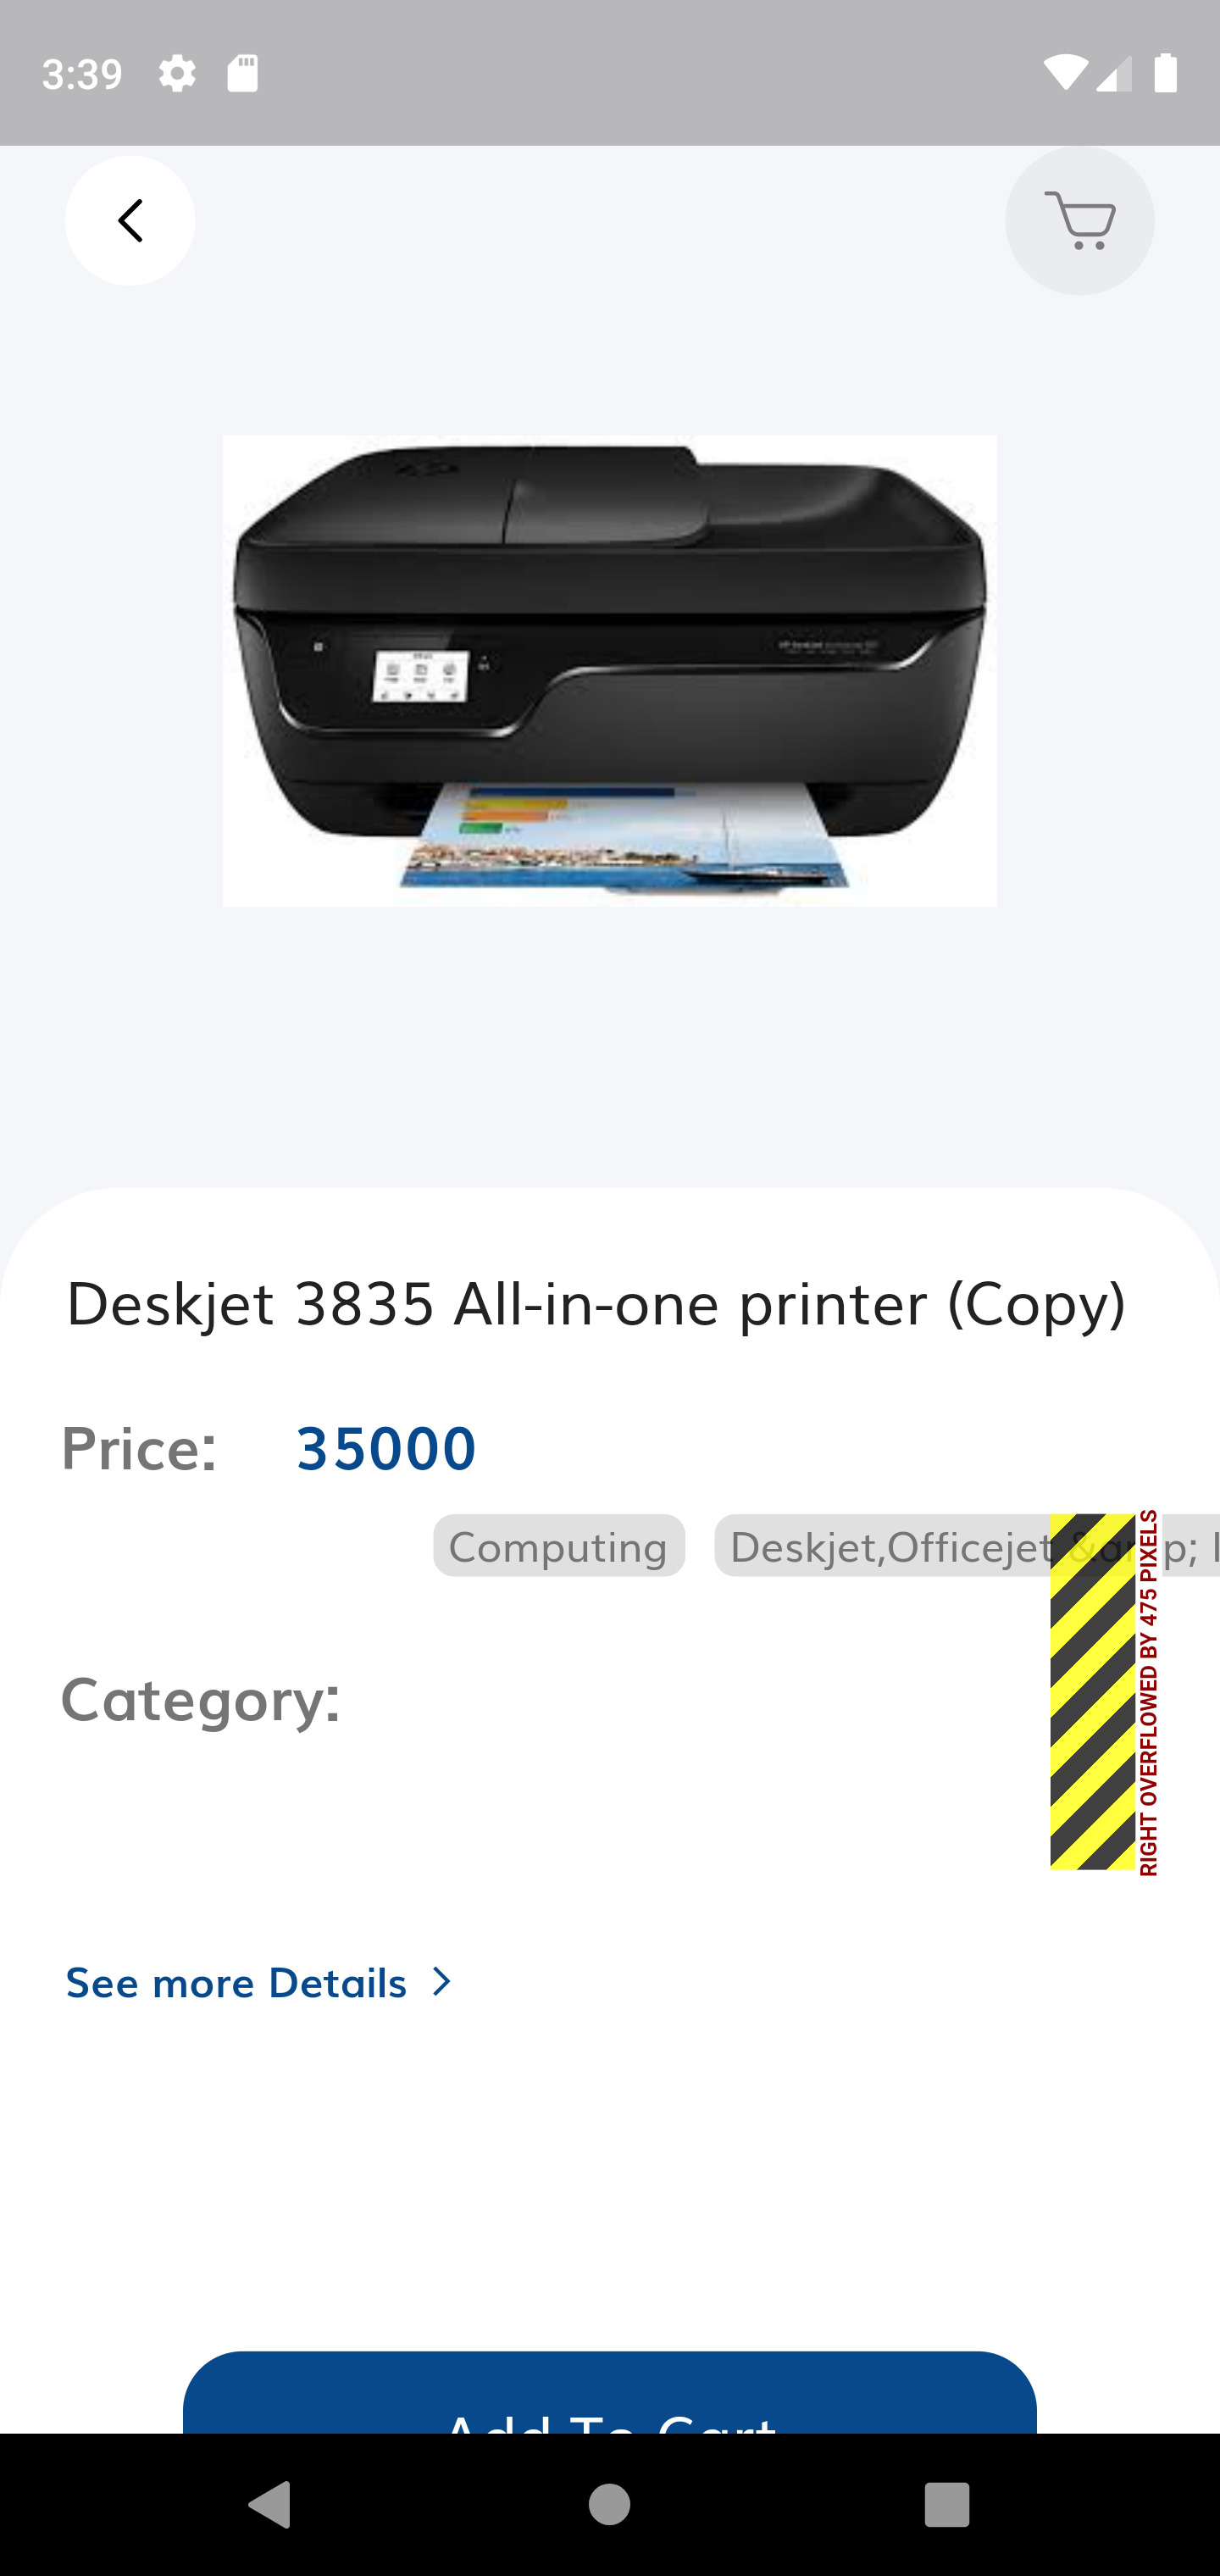 3:39
Deskjet 3835 All-in-one printer (Copy)
Price: 35000
Computing Deskjet,Officejet &amp; I
RIGHT OVERFLOWED BY 475 PIXELS
Category:
See more Details
Add To Cart